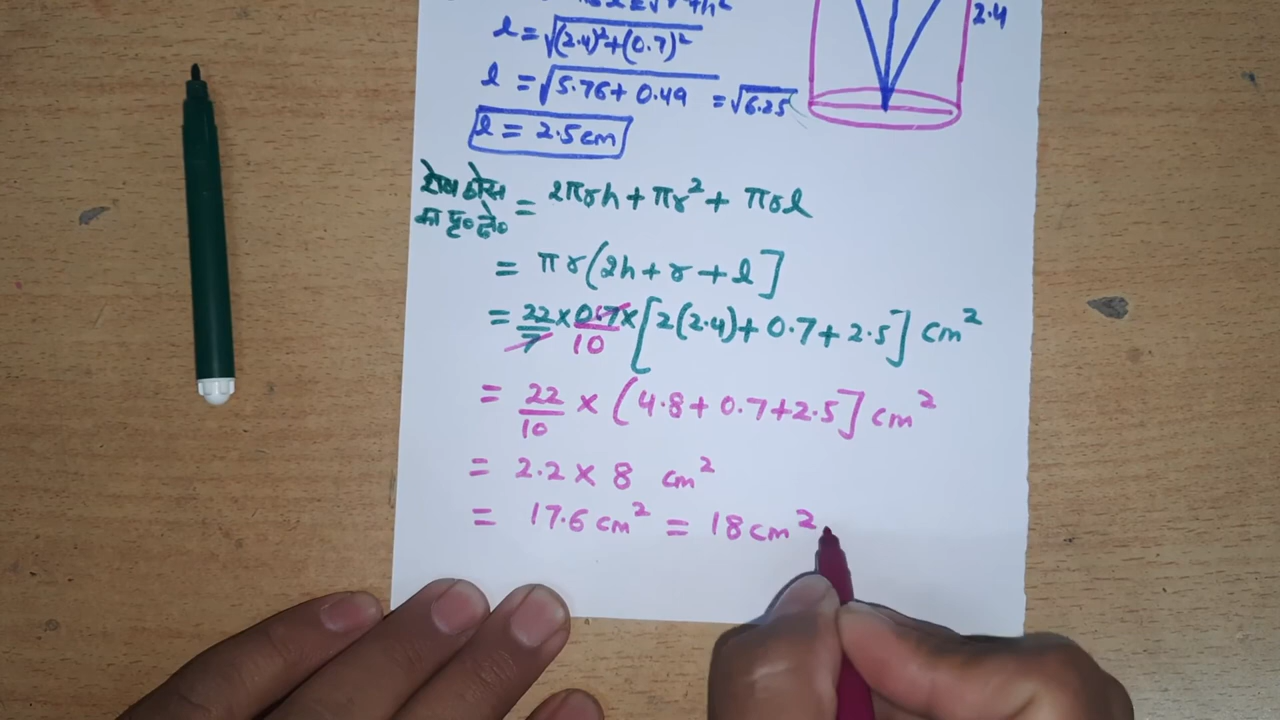 l = √(2.4)²+(0.7)²
2.4
l = √5.76+ 0.49 = √6.25
l = 2.5cm
शेष ठोस
का पृ० क्षे० = 2πrh + πr² + πrl
= πr(2h + r + l]
= 22/7 × 0.7/10 × [2(2.4)+ 0.7+2.5] cm²
= 22/10 × (4.8+ 0.7+2.5] cm²
= 2.2 × 8 cm²
= 17.6 cm² = 18 cm²